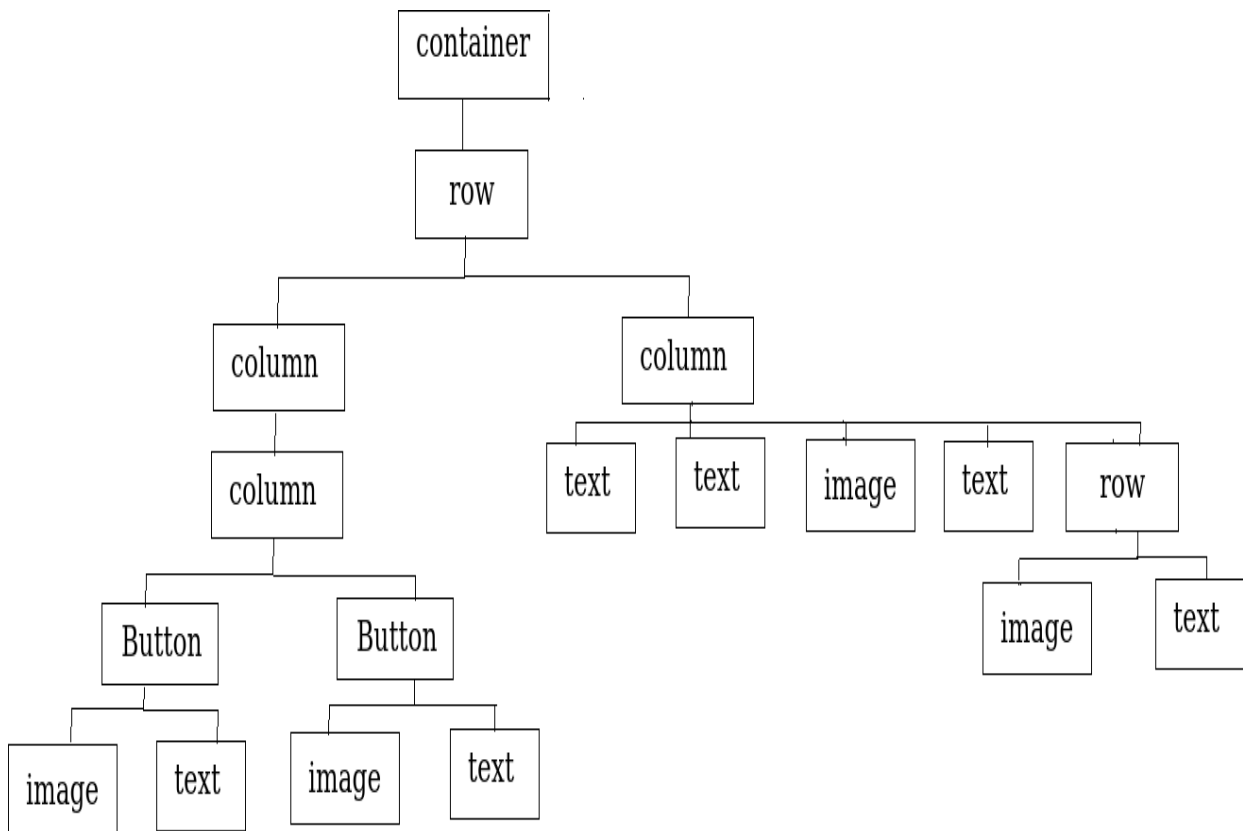 container
row
column
column
column
text
text
image
text
row
Button
Button
image
text
image
text
image
text